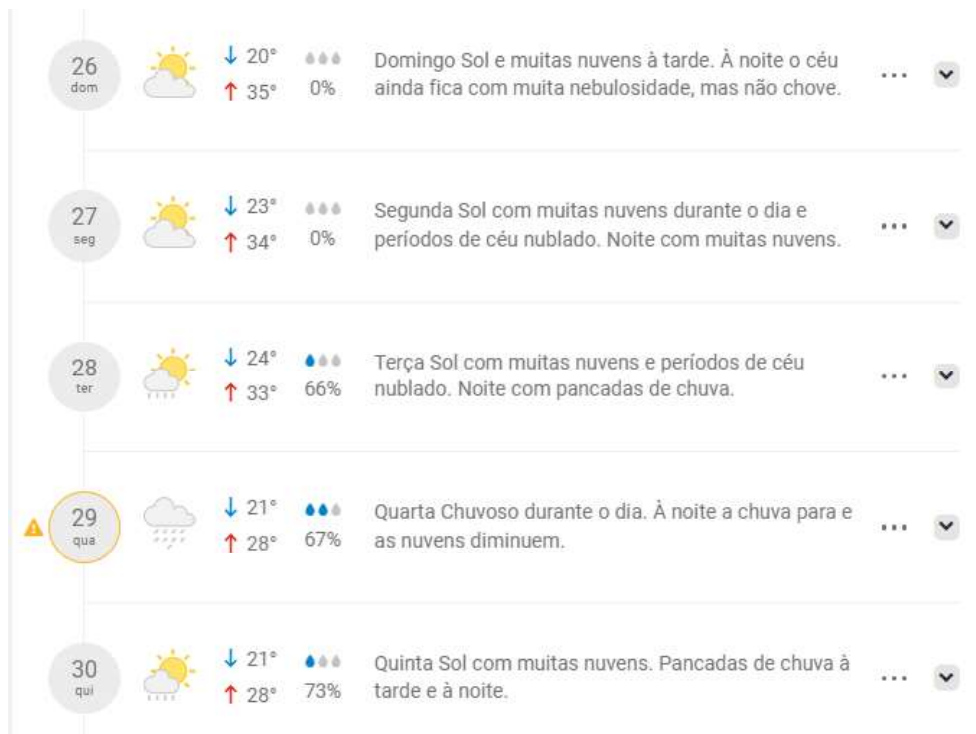 26
dom
↓ 20°
↑ 35°
0%
Domingo Sol e muitas nuvens à tarde. À noite o céu
ainda fica com muita nebulosidade, mas não chove.
27
seg
↓ 23°
↑ 34°
0%
Segunda Sol com muitas nuvens durante o dia e
períodos de céu nublado. Noite com muitas nuvens.
28
ter
↓ 24°
↑ 33°
66%
Terça Sol com muitas nuvens e períodos de céu
nublado. Noite com pancadas de chuva.
29
qua
↓ 21°
↑ 28°
67%
Quarta Chuvoso durante o dia. À noite a chuva para e
as nuvens diminuem.
30
qui
↓ 21°
↑ 28°
73%
Quinta Sol com muitas nuvens. Pancadas de chuva à
tarde e à noite.